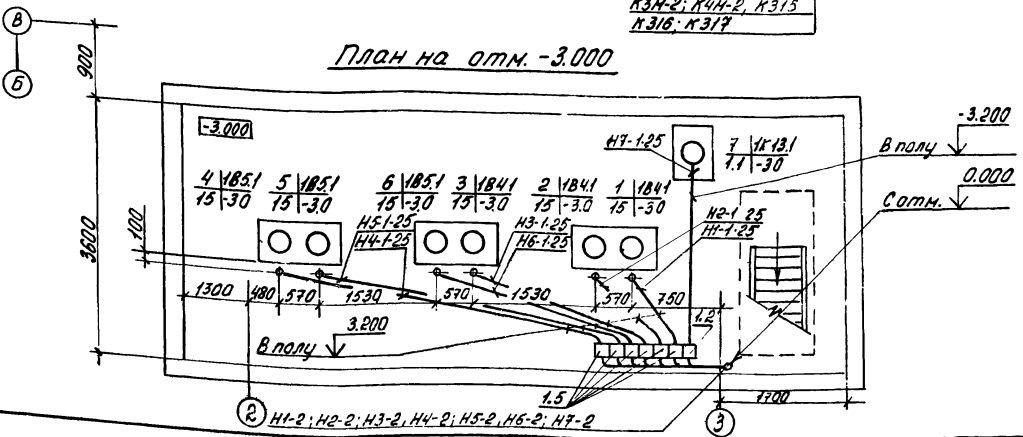 К3Н-2; К4Н-2, К315
К316; К317
В
Б
900
План на отм. -3.000
-3.000
3600
100
4 1В5.1
15 -3.0
5 1В5.1
15 -3.0
6 1В5.1
15 -3.0
3 1В4.1
15 -3.0
2 1В4.1
15 -3.0
1 1В4.1
15 -3.0
7 1К13.1
1.1 -3.0
Н7-1-25
В полу
-3.200
0.000
С отм.
Н5-1-25
Н4-1-25
Н3-1-25
Н6-1-25
Н2-1 25
Н1-1-25
1300 480 570 1530 570 1530 570 750
1.2
3.200
В полу
1.5
1700
2
3
Н1-2; Н2-2; Н3-2, Н4-2; Н5-2, Н6-2; Н7-2